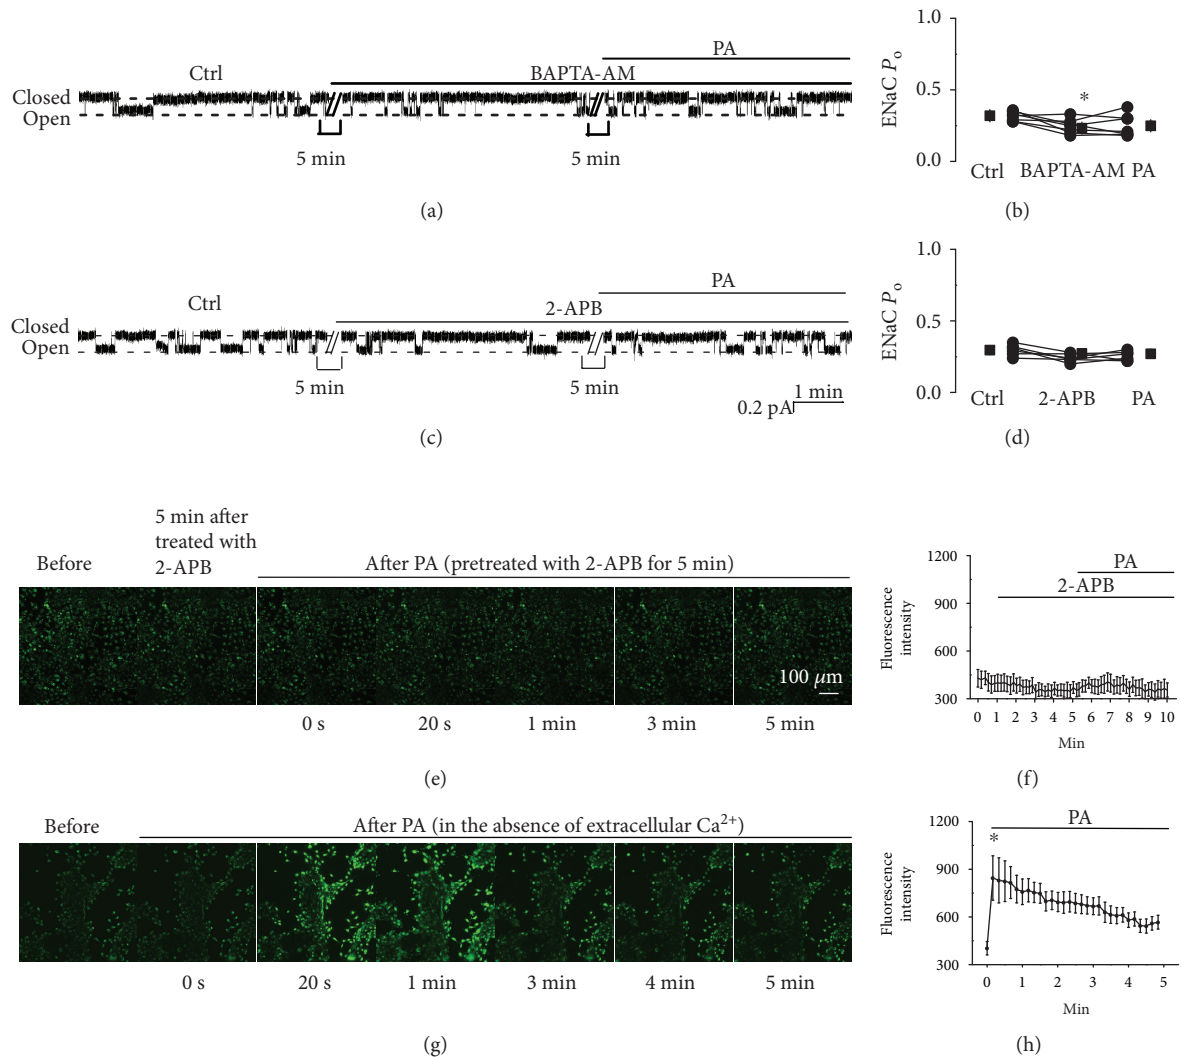 PA
Ctrl
BAPTA-AM
Closed
Open
5 min
5 min
(a)
1.0
0.5
0.0
ENaC Po
*
Ctrl
BAPTA-AM
PA
(b)
PA
Ctrl
2-APB
Closed
Open
5 min
5 min
1 min
0.2 pA
(c)
1.0
0.5
0.0
ENaC Po
Ctrl
2-APB
PA
(d)
Before
5 min after
treated with
2-APB
After PA (pretreated with 2-APB for 5 min)
100 μm
0 s
20 s
1 min
3 min
5 min
(e)
1200
900
600
300
Fluorescence
intensity
PA
2-APB
0 1 2 3 4 5 6 7 8 9 10
Min
(f)
Before
After PA (in the absence of extracellular Ca²⁺)
0 s
20 s
1 min
3 min
4 min
5 min
(g)
1200
900
600
300
Fluorescence
intensity
PA
*
0 1 2 3 4 5
Min
(h)